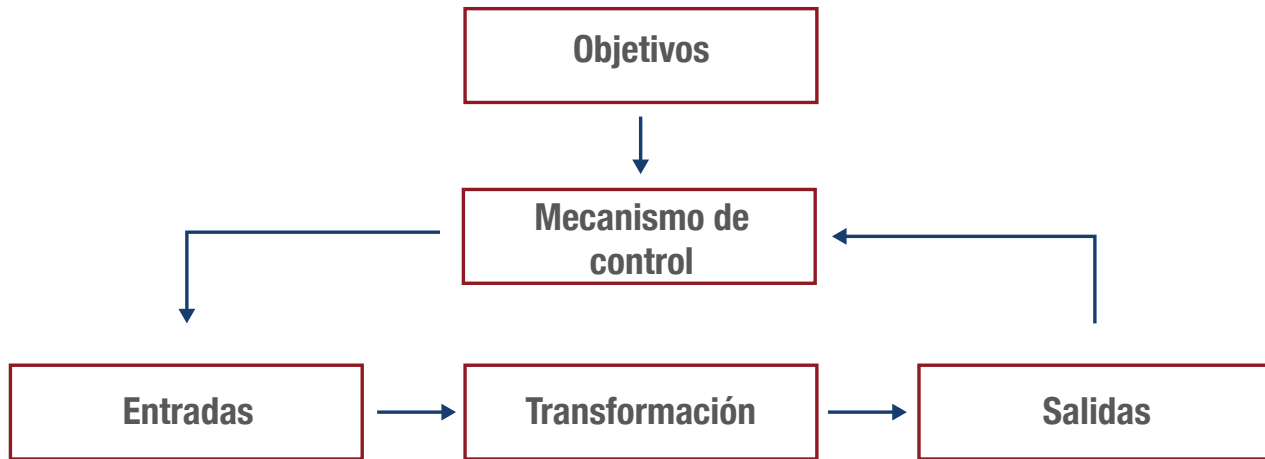 Objetivos
Mecanismo de
control
Entradas
Transformación
Salidas